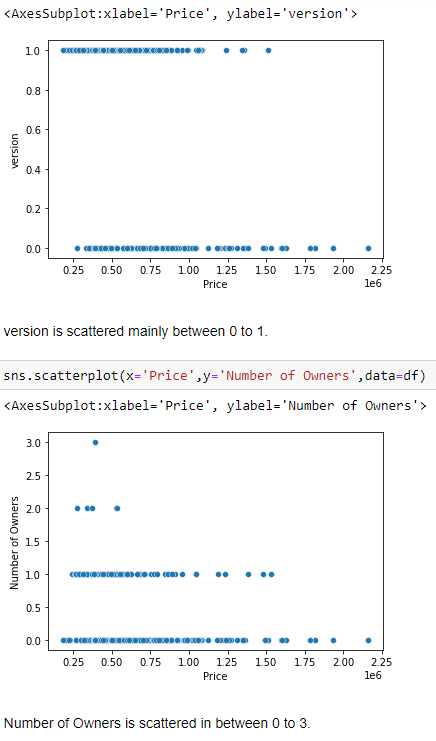 <AxesSubplot:xlabel='Price', ylabel='version'>
1.0
0.8
0.6
0.4
0.2
0.0
version
0.25 0.50 0.75 1.00 1.25 1.50 1.75 2.00 2.25
Price
1e6
version is scattered mainly between 0 to 1.
sns.scatterplot(x='Price',y='Number of Owners',data=df)
<AxesSubplot:xlabel='Price', ylabel='Number of Owners'>
3.0
2.5
2.0
1.5
1.0
0.5
0.0
Number of Owners
0.25 0.50 0.75 1.00 1.25 1.50 1.75 2.00 2.25
Price
1e6
Number of Owners is scattered in between 0 to 3.